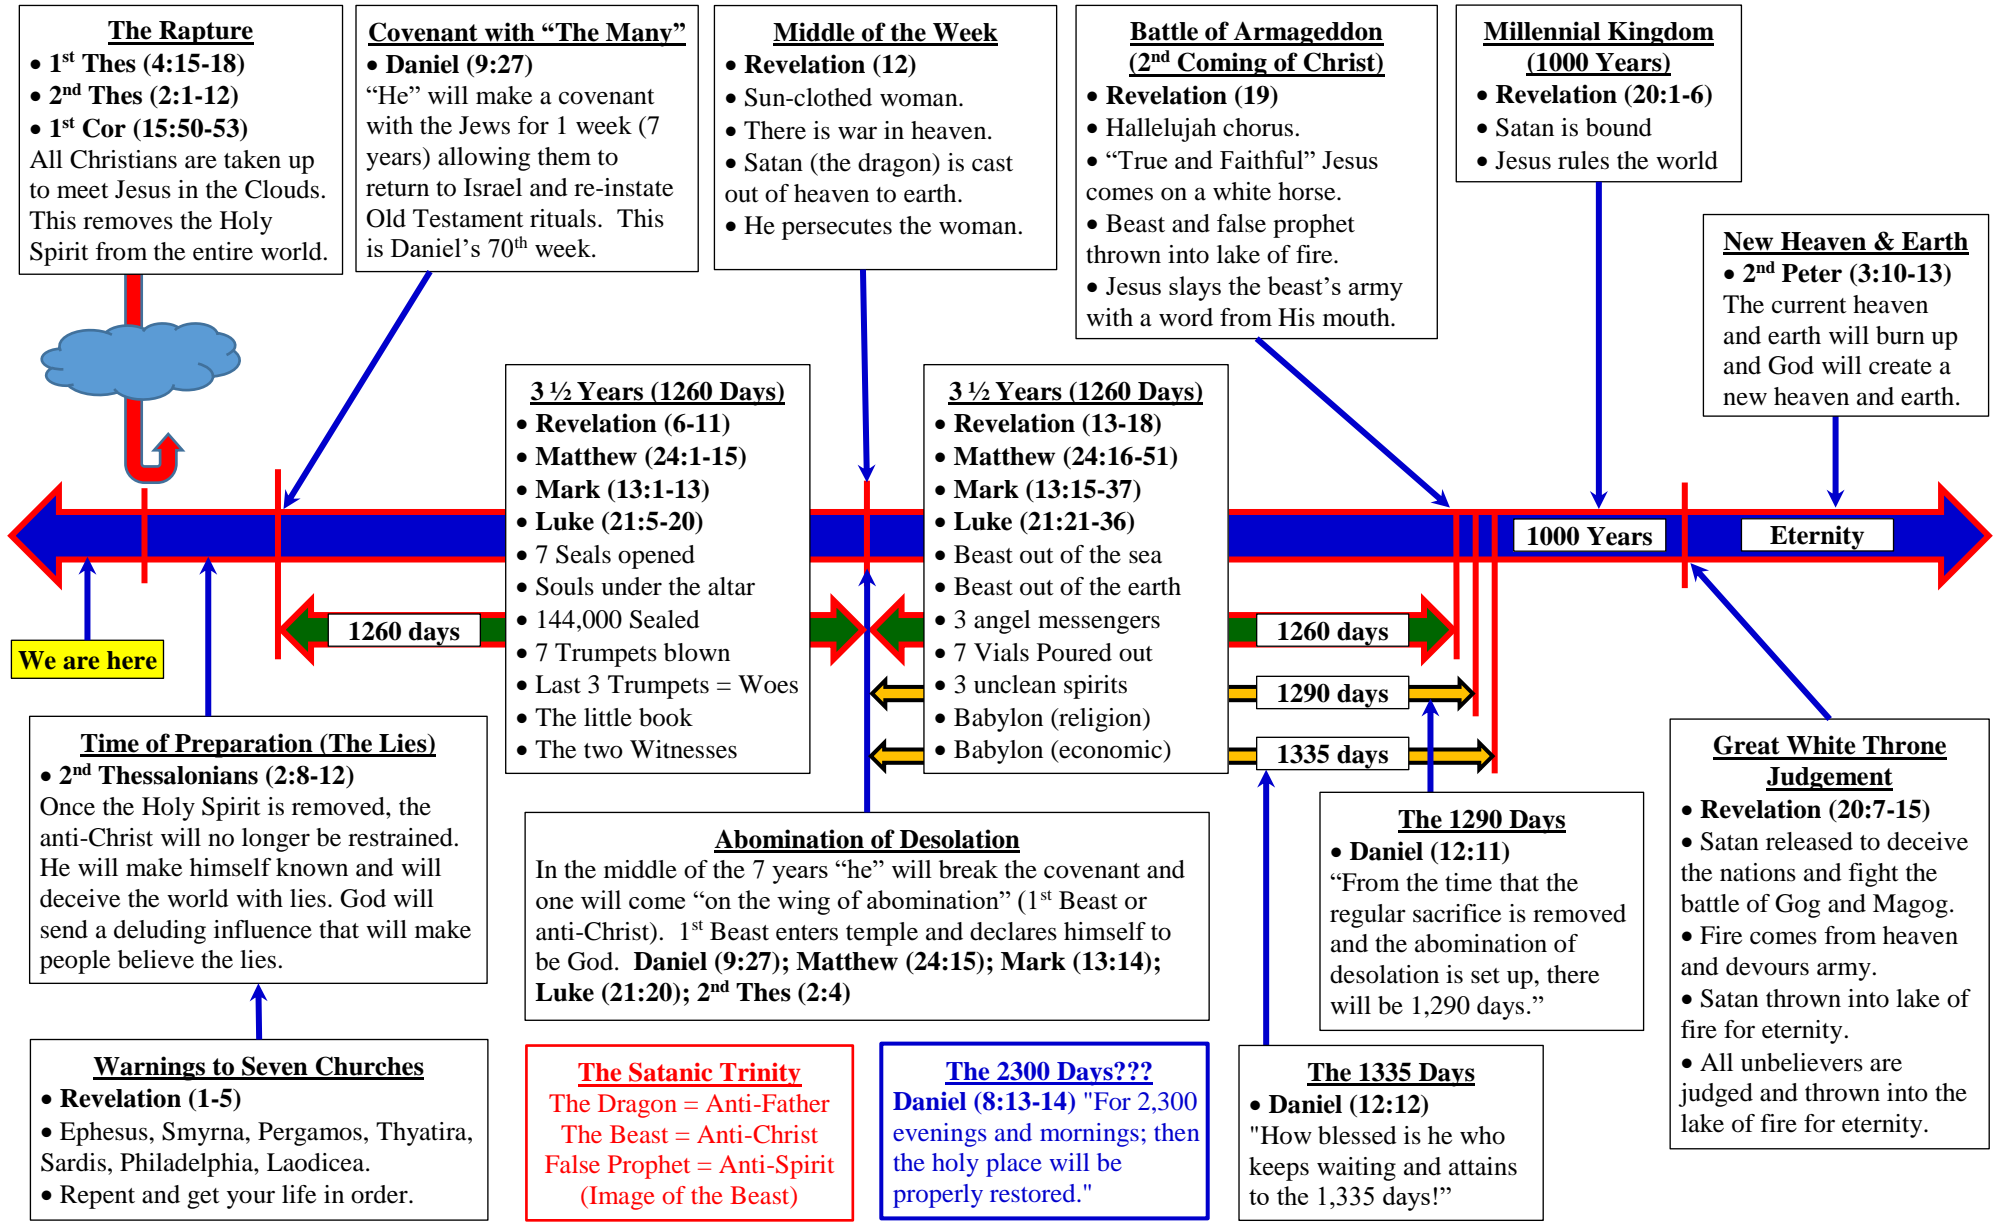 The Rapture
• 1st Thes (4:15-18)
• 2nd Thes (2:1-12)
• 1st Cor (15:50-53)
All Christians are taken up
to meet Jesus in the Clouds.
This removes the Holy
Spirit from the entire world.
Covenant with “The Many”
• Daniel (9:27)
“He” will make a covenant
with the Jews for 1 week (7
years) allowing them to
return to Israel and re-instate
Old Testament rituals. This
is Daniel’s 70th week.
Middle of the Week
• Revelation (12)
• Sun-clothed woman.
• There is war in heaven.
• Satan (the dragon) is cast
out of heaven to earth.
• He persecutes the woman.
Battle of Armageddon
(2nd Coming of Christ)
• Revelation (19)
• Hallelujah chorus.
• “True and Faithful” Jesus
comes on a white horse.
• Beast and false prophet
thrown into lake of fire.
• Jesus slays the beast’s army
with a word from His mouth.
Millennial Kingdom
(1000 Years)
• Revelation (20:1-6)
• Satan is bound
• Jesus rules the world
New Heaven & Earth
• 2nd Peter (3:10-13)
The current heaven
and earth will burn up
and God will create a
new heaven and earth.
3 ½ Years (1260 Days)
• Revelation (6-11)
• Matthew (24:1-15)
• Mark (13:1-13)
• Luke (21:5-20)
• 7 Seals opened
• Souls under the altar
• 144,000 Sealed
• 7 Trumpets blown
• Last 3 Trumpets = Woes
• The little book
• The two Witnesses
3 ½ Years (1260 Days)
• Revelation (13-18)
• Matthew (24:16-51)
• Mark (13:15-37)
• Luke (21:21-36)
• Beast out of the sea
• Beast out of the earth
• 3 angel messengers
• 7 Vials Poured out
• 3 unclean spirits
• Babylon (religion)
• Babylon (economic)
1000 Years
Eternity
1260 days
1260 days
1290 days
1335 days
We are here
Time of Preparation (The Lies)
• 2nd Thessalonians (2:8-12)
Once the Holy Spirit is removed, the
anti-Christ will no longer be restrained.
He will make himself known and will
deceive the world with lies. God will
send a deluding influence that will make
people believe the lies.
Abomination of Desolation
In the middle of the 7 years “he” will break the covenant and
one will come “on the wing of abomination” (1st Beast or
anti-Christ). 1st Beast enters temple and declares himself to
be God. Daniel (9:27); Matthew (24:15); Mark (13:14);
Luke (21:20); 2nd Thes (2:4)
The 1290 Days
• Daniel (12:11)
“From the time that the
regular sacrifice is removed
and the abomination of
desolation is set up, there
will be 1,290 days.”
Great White Throne
Judgement
• Revelation (20:7-15)
• Satan released to deceive
the nations and fight the
battle of Gog and Magog.
• Fire comes from heaven
and devours army.
• Satan thrown into lake of
fire for eternity.
• All unbelievers are
judged and thrown into the
lake of fire for eternity.
Warnings to Seven Churches
• Revelation (1-5)
• Ephesus, Smyrna, Pergamos, Thyatira,
Sardis, Philadelphia, Laodicea.
• Repent and get your life in order.
The Satanic Trinity
The Dragon = Anti-Father
The Beast = Anti-Christ
False Prophet = Anti-Spirit
(Image of the Beast)
The 2300 Days???
Daniel (8:13-14) "For 2,300
evenings and mornings; then
the holy place will be
properly restored."
The 1335 Days
• Daniel (12:12)
"How blessed is he who
keeps waiting and attains
to the 1,335 days!”